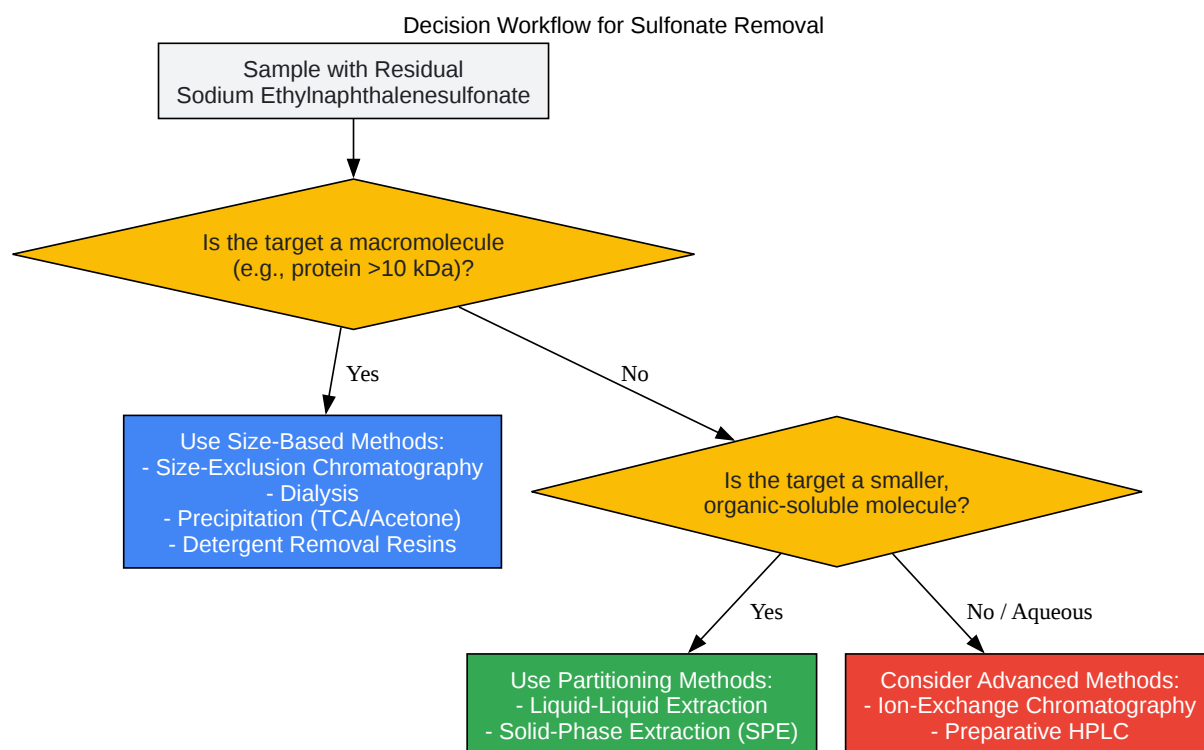 Decision Workflow for Sulfonate Removal
Sample with Residual
Sodium Ethylnaphthalenesulfonate
Is the target a macromolecule
(e.g., protein >10 kDa)?
Yes
No
Use Size-Based Methods:
- Size-Exclusion Chromatography
- Dialysis
- Precipitation (TCA/Acetone)
- Detergent Removal Resins
Is the target a smaller,
organic-soluble molecule?
Yes
No / Aqueous
Use Partitioning Methods:
- Liquid-Liquid Extraction
- Solid-Phase Extraction (SPE)
Consider Advanced Methods:
- Ion-Exchange Chromatography
- Preparative HPLC